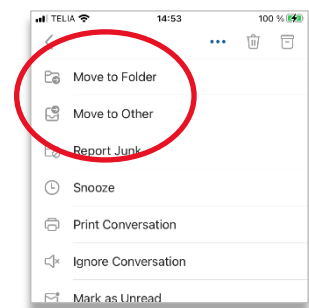 TELIA 14:53 100 %
Move to Folder
Move to Other
Report Junk
Snooze
Print Conversation
Ignore Conversation
Mark as Unread